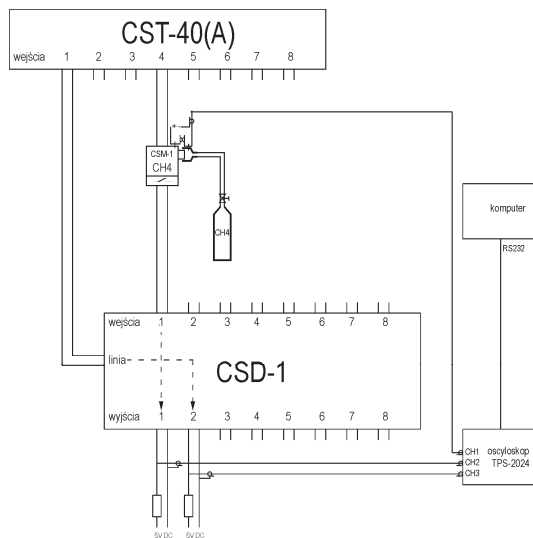 CST-40(A)
wejścia 1 2 3 4 5 6 7 8
+ -
CSM-1
CH4
CH4
komputer
RS232
wejścia 1 2 3 4 5 6 7 8
linia
CSD-1
wyjścia 1 2 3 4 5 6 7 8
CH1 oscyloskop
CH2 TPS-2024
CH3
5V DC 5V DC